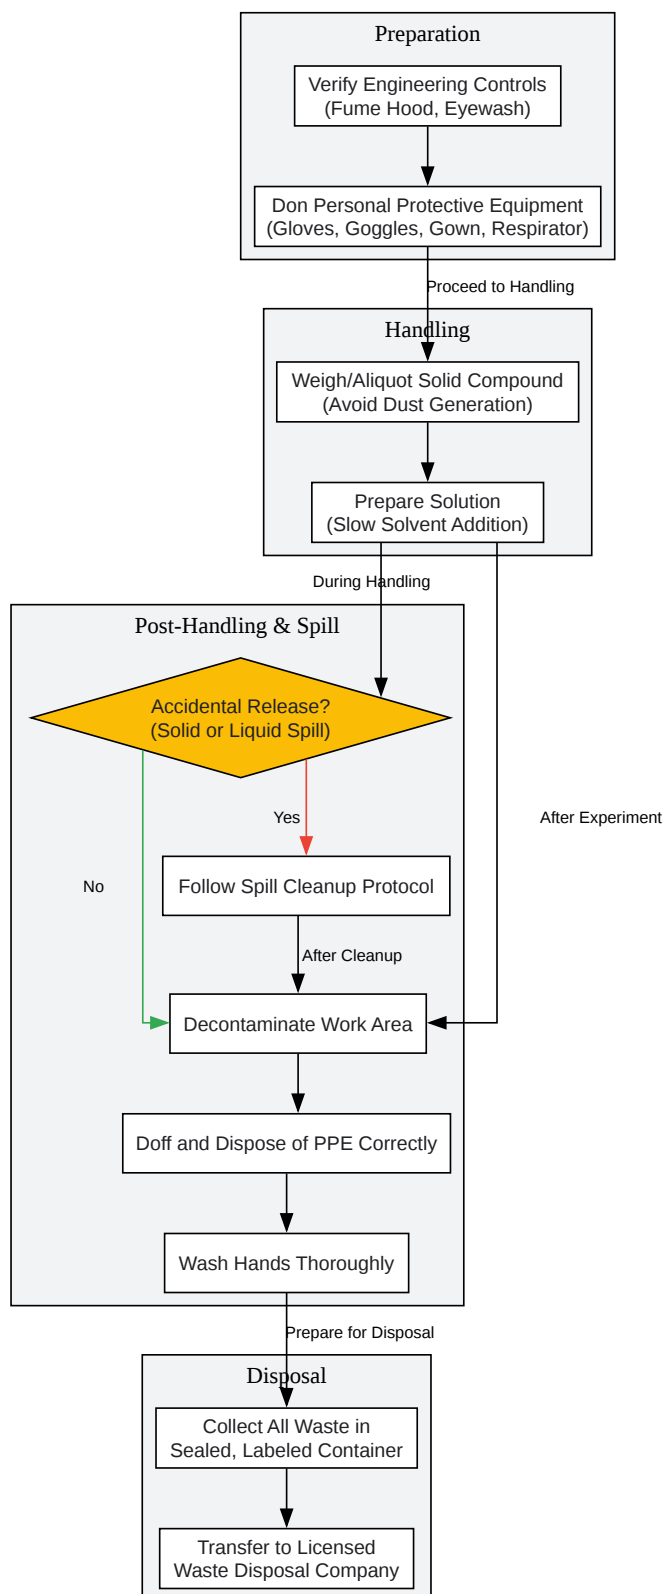 Preparation
Verify Engineering Controls
(Fume Hood, Eyewash)
Don Personal Protective Equipment
(Gloves, Goggles, Gown, Respirator)
Proceed to Handling
Handling
Weigh/Aliquot Solid Compound
(Avoid Dust Generation)
Prepare Solution
(Slow Solvent Addition)
During Handling
Post-Handling & Spill
Accidental Release?
(Solid or Liquid Spill)
Yes
After Experiment
No
Follow Spill Cleanup Protocol
After Cleanup
Decontaminate Work Area
Doff and Dispose of PPE Correctly
Wash Hands Thoroughly
Prepare for Disposal
Disposal
Collect All Waste in
Sealed, Labeled Container
Transfer to Licensed
Waste Disposal Company